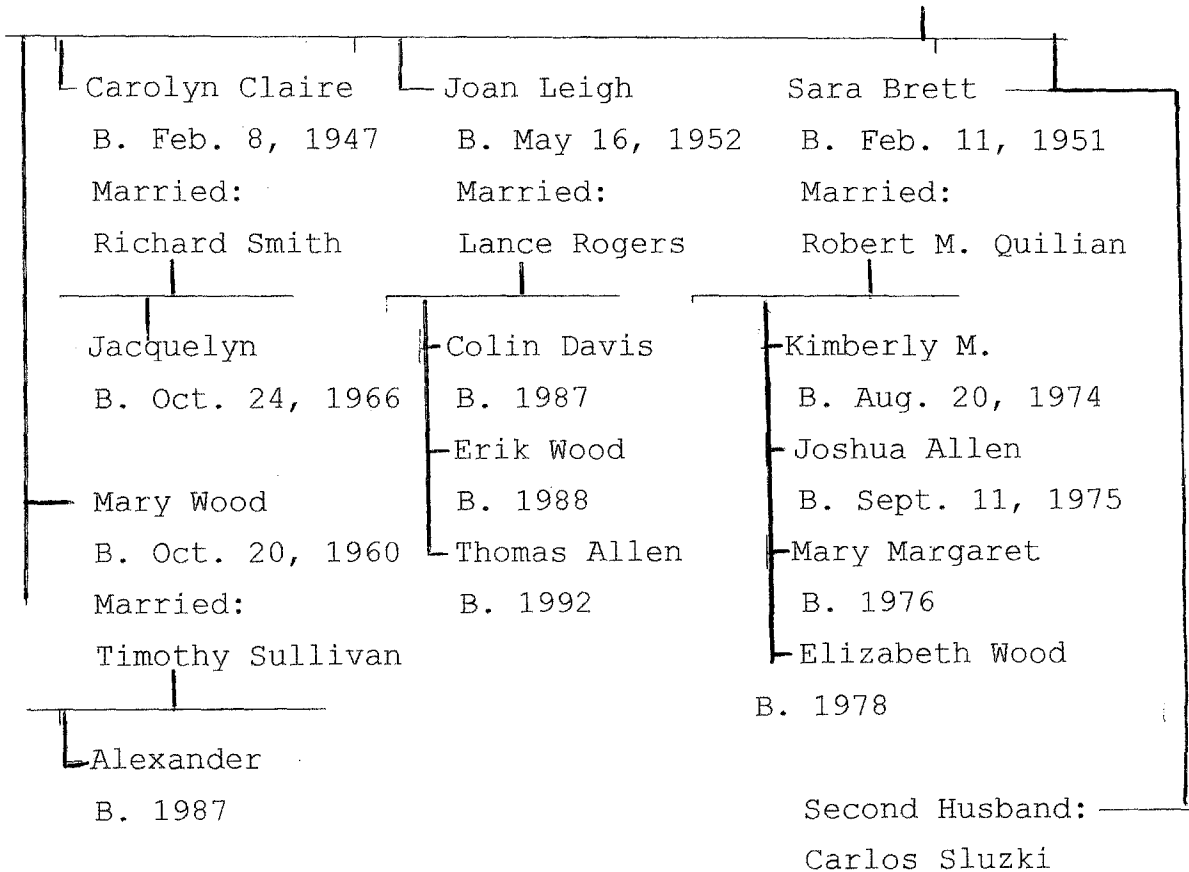 Carolyn Claire
B. Feb. 8, 1947
Married:
Richard Smith
Jacquelyn
B. Oct. 24, 1966
Mary Wood
B. Oct. 20, 1960
Married:
Timothy Sullivan
Alexander
B. 1987
Joan Leigh
B. May 16, 1952
Married:
Lance Rogers
Colin Davis
B. 1987
Erik Wood
B. 1988
Thomas Allen
B. 1992
Sara Brett
B. Feb. 11, 1951
Married:
Robert M. Quilian
Kimberly M.
B. Aug. 20, 1974
Joshua Allen
B. Sept. 11, 1975
Mary Margaret
B. 1976
Elizabeth Wood
B. 1978
Second Husband:
Carlos Sluzki